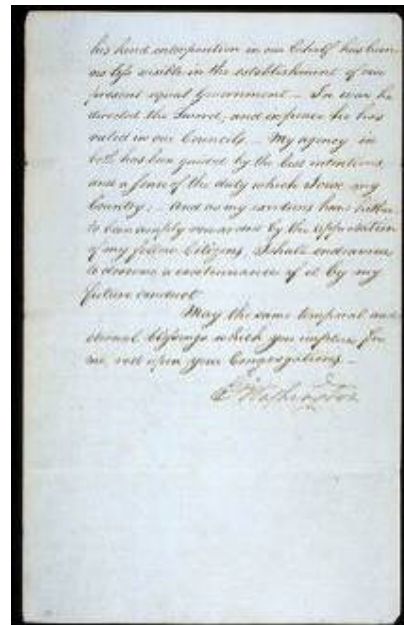 his kind interposition in our behalf has been
no less visible in the establishment of our
present equal Government – In war he
directed the Sword, and in peace he has
ruled in our Councils – My agency in
both has been guided by the best intentions,
and a sense of the duty which I owe my
Country: And as my exertions have hither
to been amply rewarded by the approbation
of my fellow Citizens, I shall endeavour
to deserve a continuance of it by my
future conduct
May the same temporal and
eternal blessings which you implore for
me, rest upon your Congregations –
G. Washington